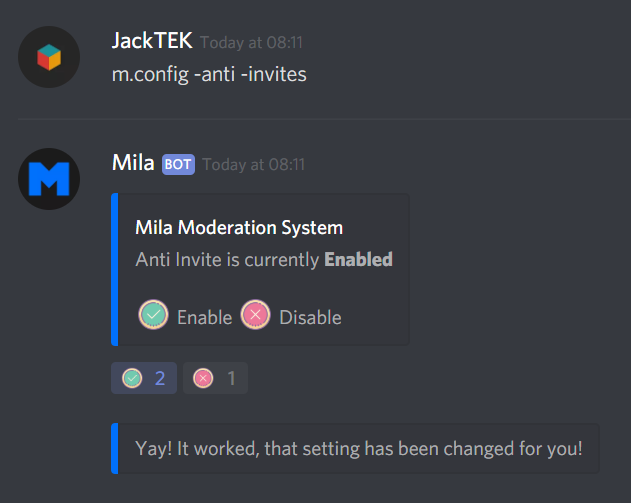 JackTEK Today at 08:11
m.config -anti -invites
M
Mila BOT Today at 08:11
Mila Moderation System
Anti Invite is currently Enabled
Enable Disable
2 1
Yay! It worked, that setting has been changed for you!